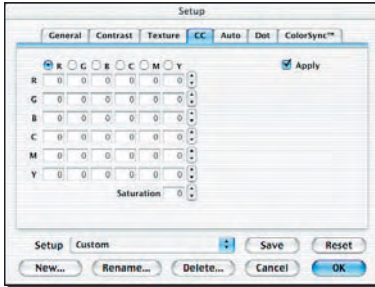 Setup
General Contrast Texture CC Auto Dot ColorSync™
R G B C M Y Apply
R 0 0 0 0 0 0
G 0 0 0 0 0 0
B 0 0 0 0 0 0
C 0 0 0 0 0 0
M 0 0 0 0 0 0
Y 0 0 0 0 0 0
Saturation 0
Setup Custom Save Reset
New... Rename... Delete... Cancel OK